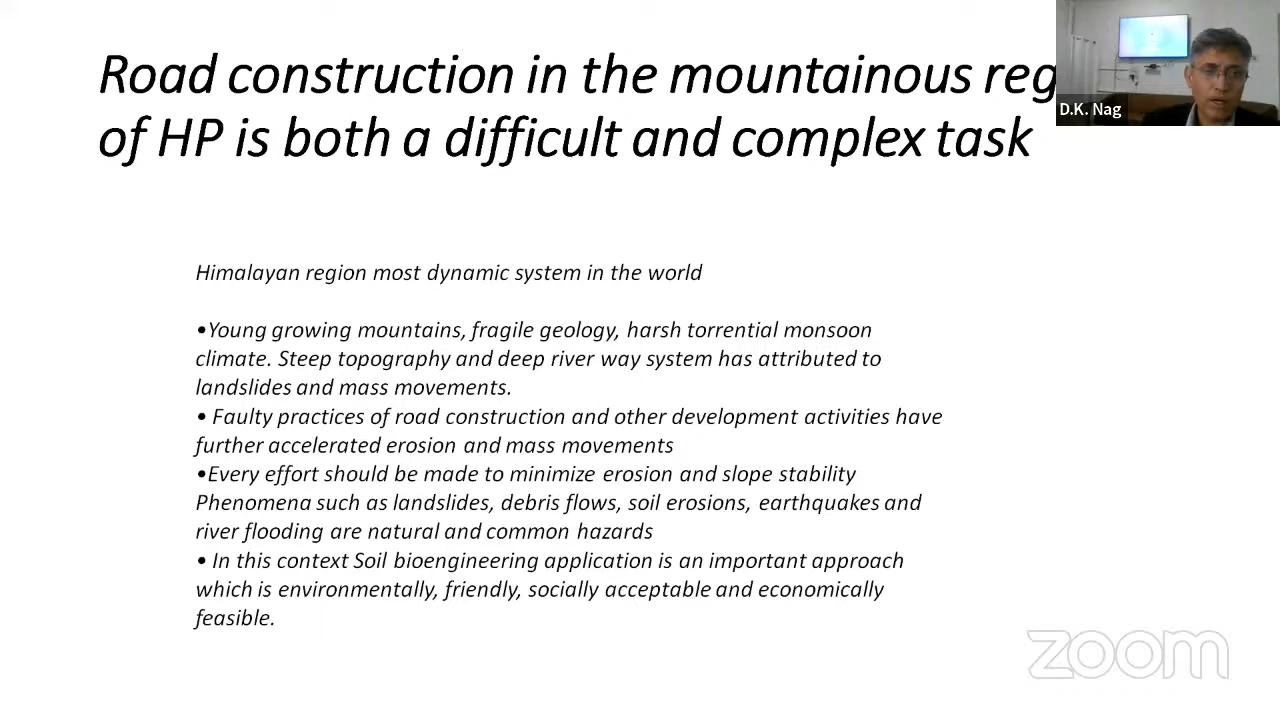 Road construction in the mountainous reg
of HP is both a difficult and complex task
D.K. Nag
Himalayan region most dynamic system in the world
•Young growing mountains, fragile geology, harsh torrential monsoon
climate. Steep topography and deep river way system has attributed to
landslides and mass movements.
• Faulty practices of road construction and other development activities have
further accelerated erosion and mass movements
•Every effort should be made to minimize erosion and slope stability
Phenomena such as landslides, debris flows, soil erosions, earthquakes and
river flooding are natural and common hazards
• In this context Soil bioengineering application is an important approach
which is environmentally, friendly, socially acceptable and economically
feasible.
zoom